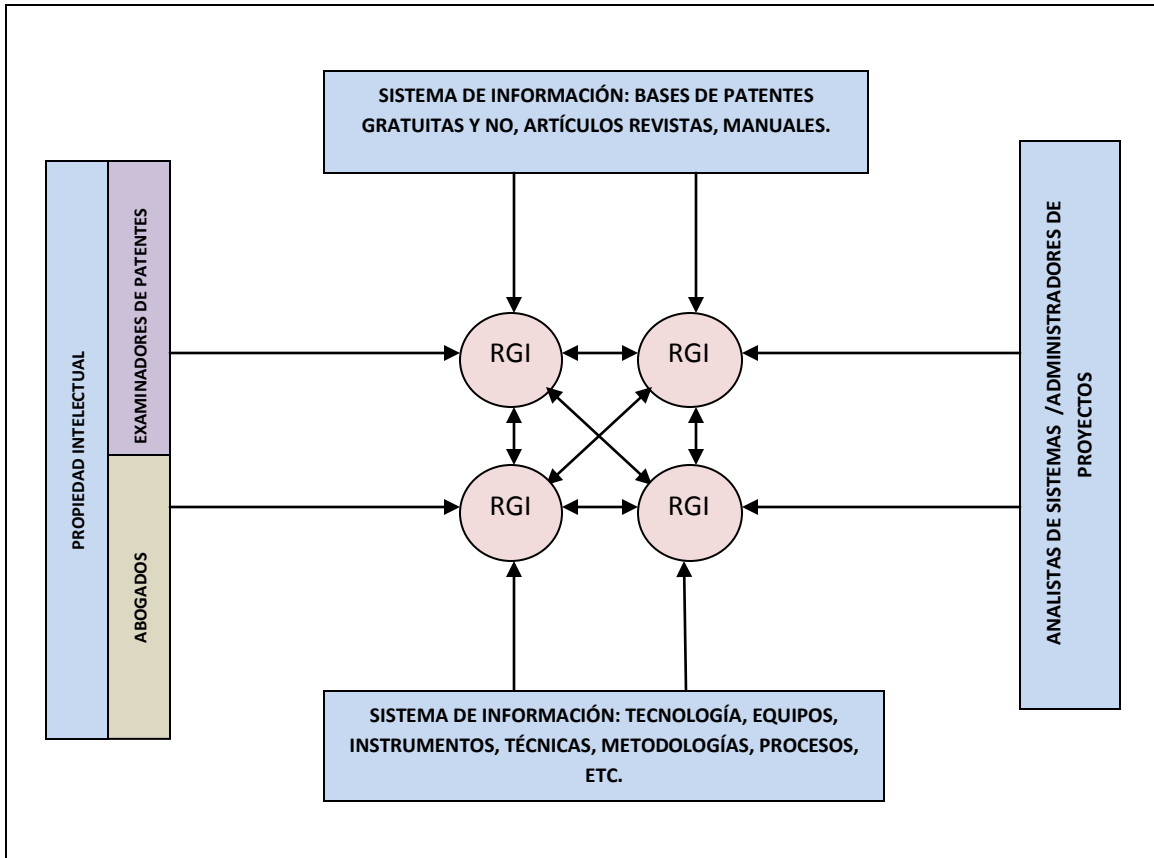 SISTEMA DE INFORMACIÓN: BASES DE PATENTES
GRATUITAS Y NO, ARTÍCULOS REVISTAS, MANUALES.
PROPIEDAD INTELECTUAL
EXAMINADORES DE PATENTES
ABOGADOS
RGI
RGI
RGI
RGI
ANALISTAS DE SISTEMAS /ADMINISTRADORES DE
PROYECTOS
SISTEMA DE INFORMACIÓN: TECNOLOGÍA, EQUIPOS,
INSTRUMENTOS, TÉCNICAS, METODOLOGÍAS, PROCESOS,
ETC.